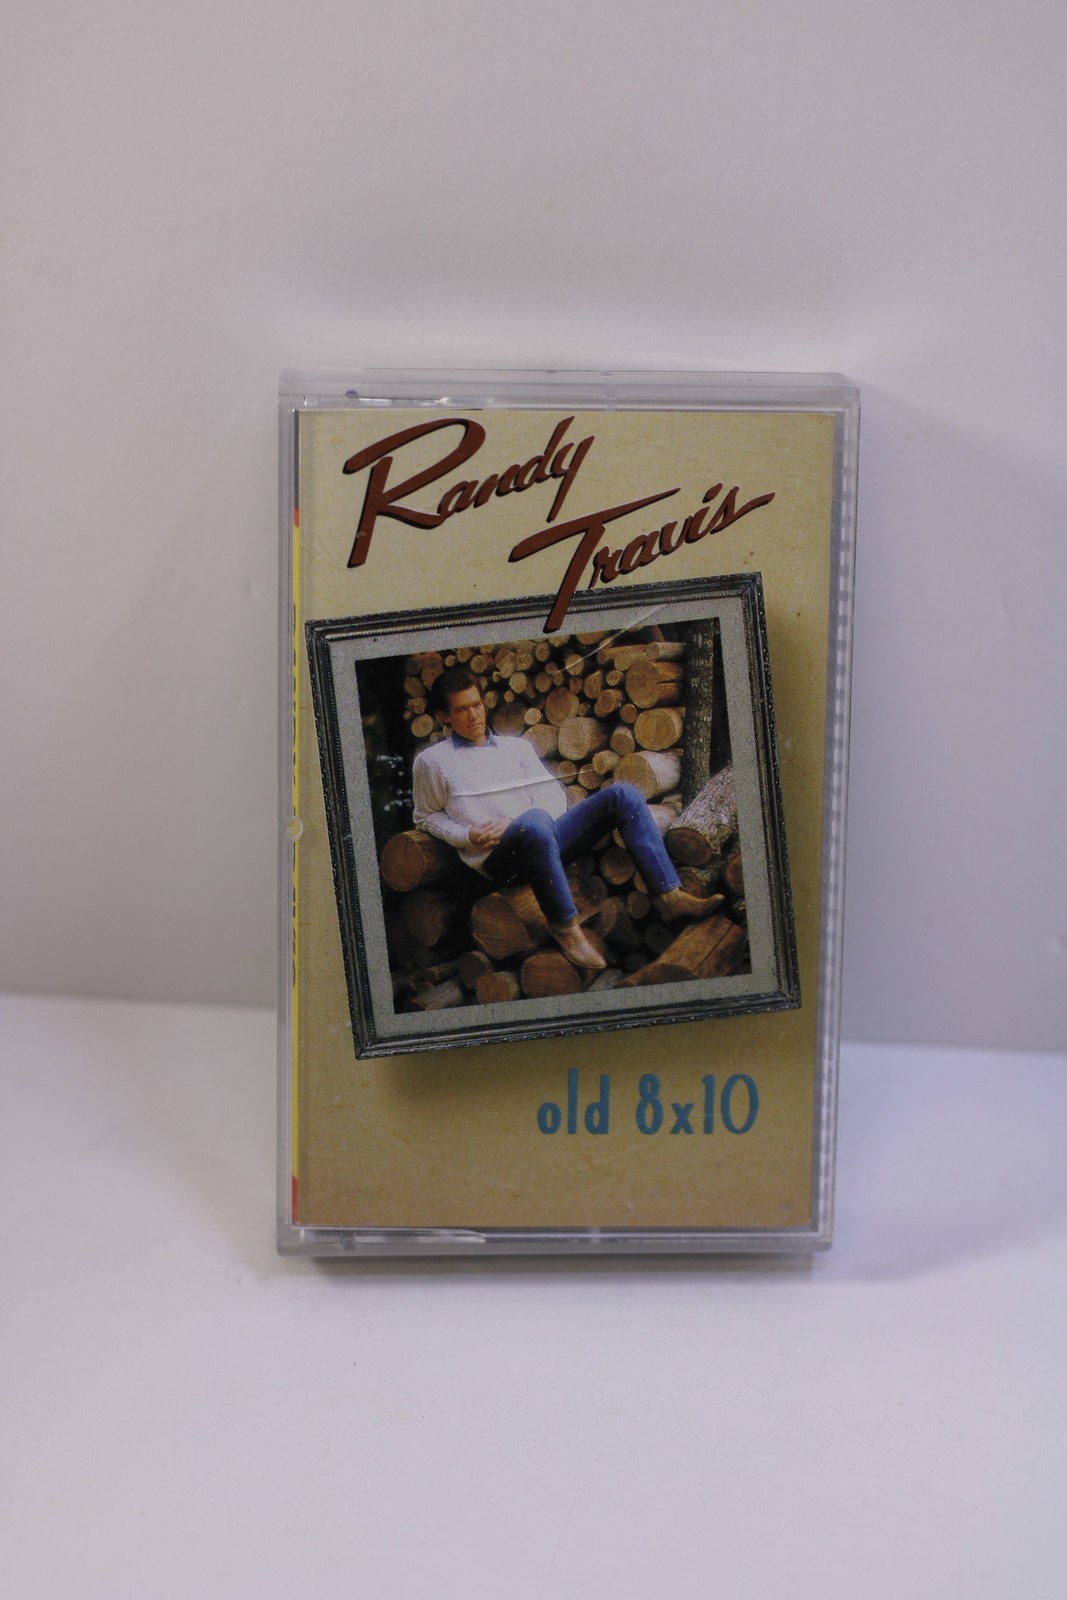 Randy
Travis
old 8x10